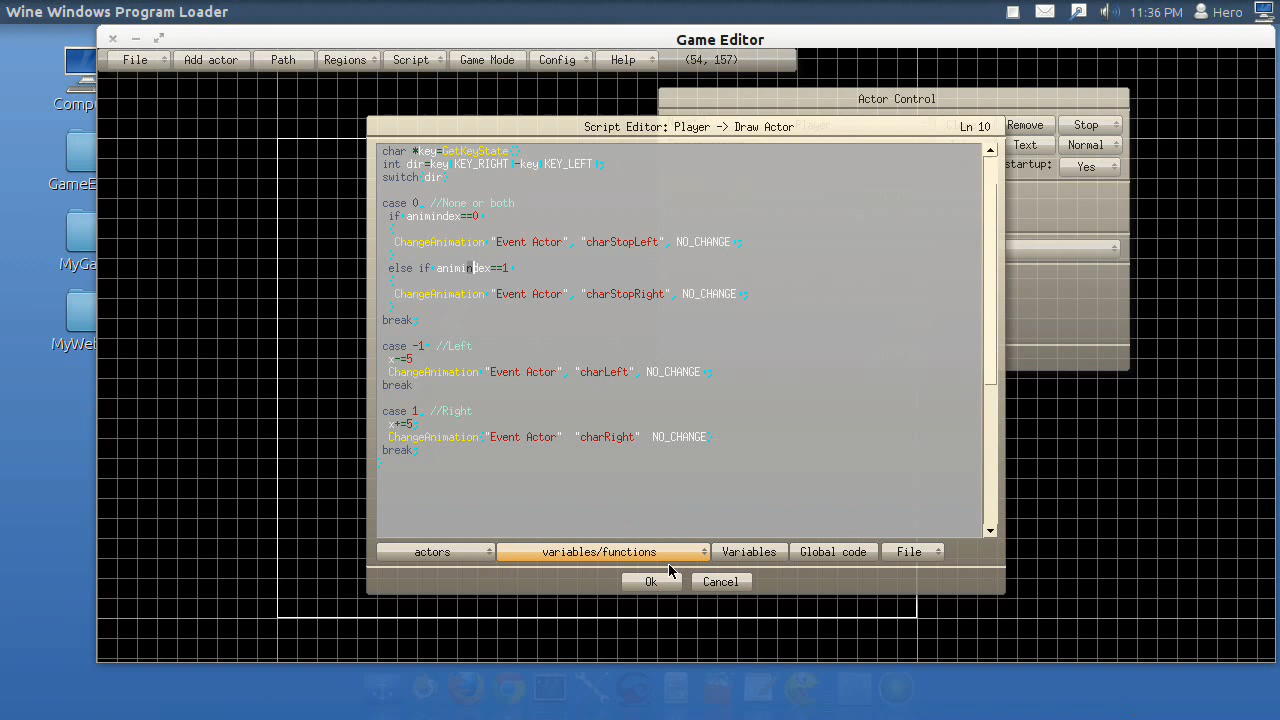 Wine Windows Program Loader
11:36 PM Hero
Game Editor
File Add actor Path Regions Script Game Mode Config Help (54, 157)
Comp
GameE
MyGa
MyWeb
Actor Control
Remove Stop
Text Normal
startup: Yes
Script Editor: Player -> Draw Actor Ln 10
char *key=GetKeyState();
int dir=key[KEY_RIGHT]-key[KEY_LEFT];
switch(dir)
case 0: //None or both
if(animindex==0)
{
ChangeAnimation("Event Actor", "charStopLeft", NO_CHANGE);
}
else if(animindex==1)
{
ChangeAnimation("Event Actor", "charStopRight", NO_CHANGE);
}
break;
case -1: //Left
x-=5
ChangeAnimation("Event Actor", "charLeft", NO_CHANGE);
break
case 1: //Right
x+=5;
ChangeAnimation("Event Actor" "charRight" NO_CHANGE)
break;
}
actors variables/functions Variables Global code File
Ok Cancel